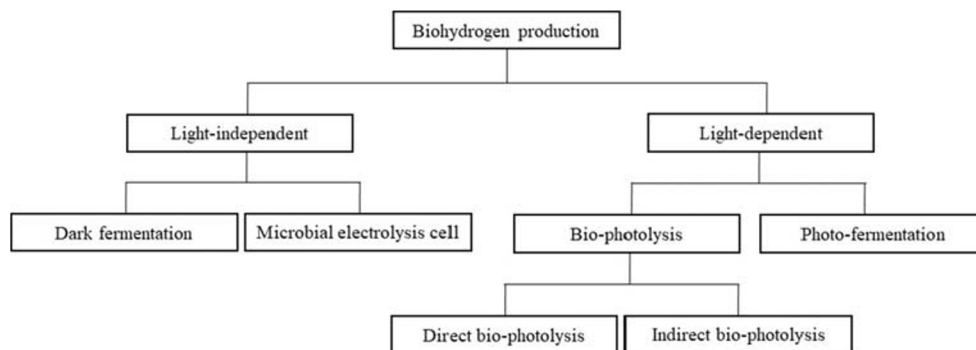 Biohydrogen production
Light-independent
Light-dependent
Dark fermentation
Microbial electrolysis cell
Bio-photolysis
Photo-fermentation
Direct bio-photolysis
Indirect bio-photolysis